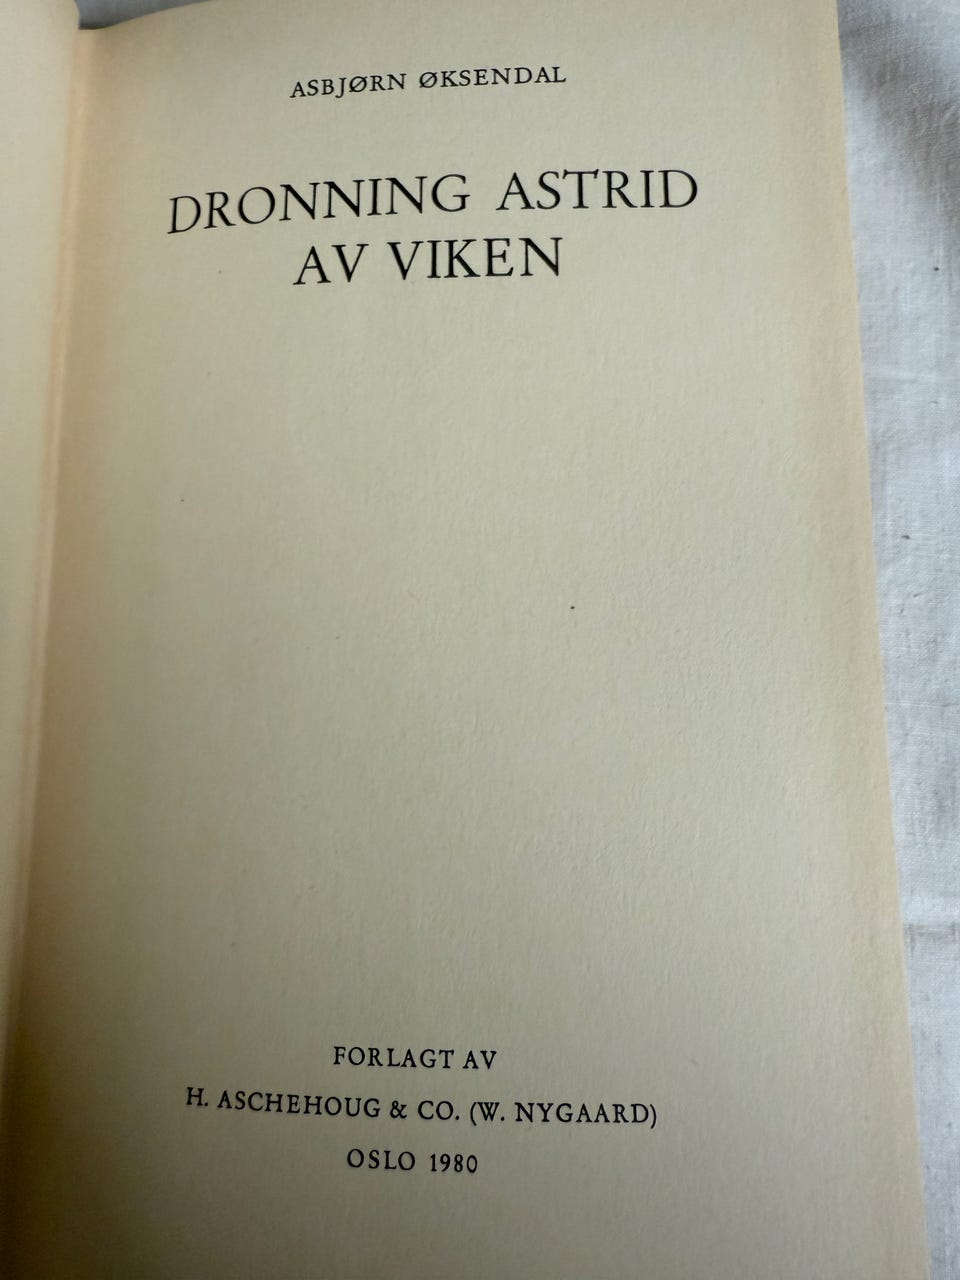 ASBJØRN ØKSENDAL
DRONNING ASTRID
AV VIKEN
FORLAGT AV
H. ASCHEHOUG & CO. (W. NYGAARD)
OSLO 1980